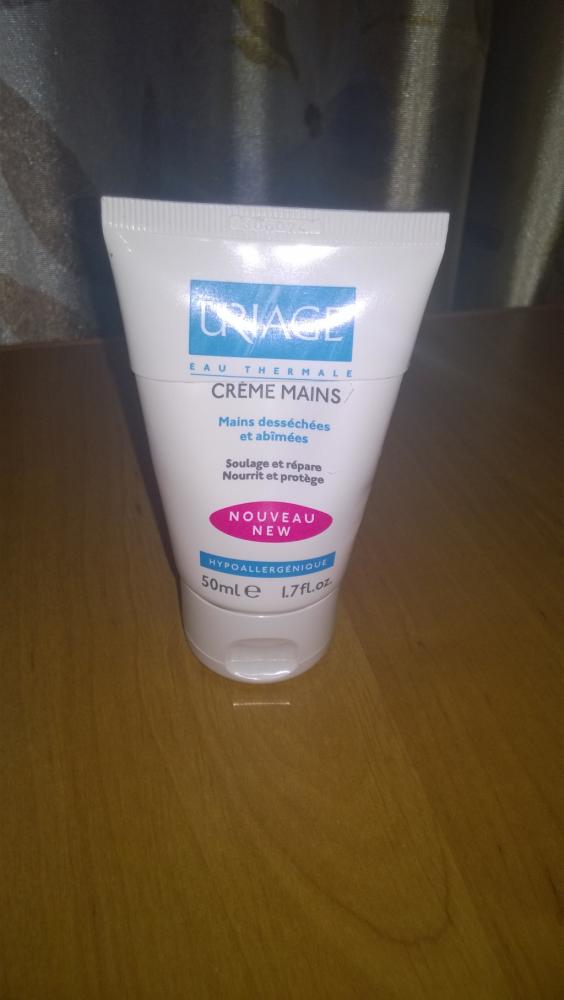 URIAGE
EAU THERMALE
CRÈME MAINS
Mains desséchées
et abîmées
Soulage et répare
Nourrit et protège
NOUVEAU
NEW
HYPOALLERGÉNIQUE
50ml e 1.7fl.oz.